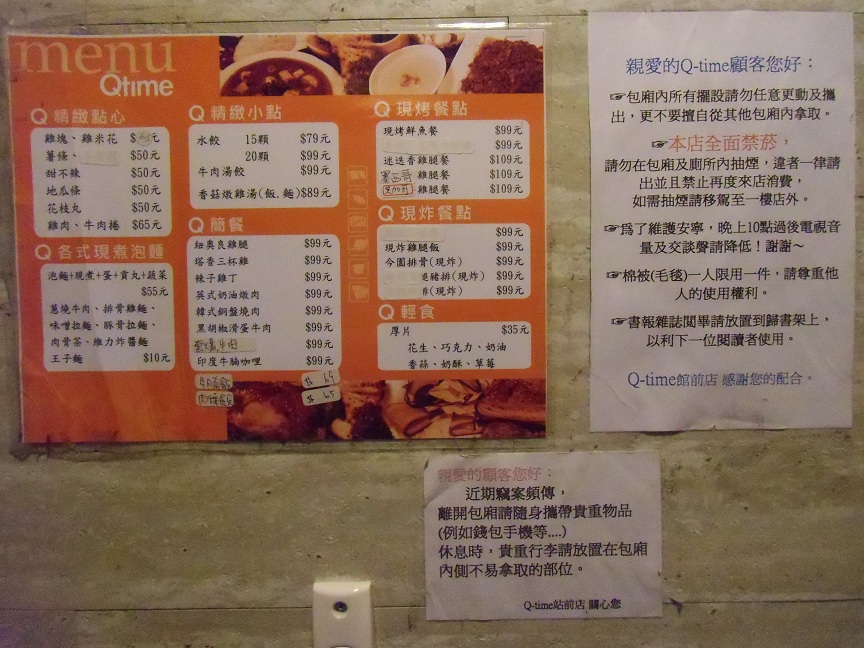 menu
Qtime
Q 精緻點心
雞塊、雞米花 $元
薯條、 $50元
甜不辣 $50元
地瓜條 $50元
花枝丸 $50元
雞肉、牛肉捲 $65元
Q 各式現煮泡麵
泡麵+現煮+蛋+貢丸+蔬菜
$55元
蔥燒牛肉、排骨雞麵、
味噌拉麵、豚骨拉麵、
肉骨茶、維力炸醬麵
王子麵 $10元
Q 精緻小點
水餃 15顆 $79元
20顆 $99元
牛肉湯餃 $99元
香菇燉雞湯(飯、麵)$89元
Q 簡餐
紐奧良雞腿 $99元
塔香三杯雞 $99元
辣子雞丁 $99元
英式奶油燉肉 $99元
韓式銅盤燒肉 $99元
黑胡椒滑蛋牛肉 $99元
牛肉 $99元
印度牛腩咖哩 $99元
$ 69
$ 65
Q 現烤餐點
現烤鮮魚餐 $99元
$99元
迷迭香雞腿餐 $109元
墨西哥 雞腿餐 $109元
Q 現炸餐點
$99元
現炸雞腿飯 $99元
今園排骨(現炸) $99元
豬排(現炸) $99元
(現炸) $99元
Q 輕食
厚片 $35元
花生、巧克力、奶油
香蒜、奶酥、草莓
親愛的Q-time顧客您好：
☞包廂內所有擺設請勿任意更動及攜
出，更不要擅自從其他包廂內拿取。
☞本店全面禁菸，
請勿在包廂及廁所內抽煙，違者一律請
出並且禁止再度來店消費，
如需抽煙請移駕至一樓店外。
☞為了維護安寧，晚上10點過後電視音
量及交談聲請降低！謝謝～
☞棉被(毛毯)一人限用一件，請尊重他
人的使用權利。
☞書報雜誌閱畢請放置到歸書架上，
以利下一位閱讀者使用。
Q-time館前店 感謝您的配合。
親愛的顧客您好：
近期竊案頻傳，
離開包廂請隨身攜帶貴重物品
(例如錢包手機等....)
休息時，貴重行李請放置在包廂
內側不易拿取的部位。
Q-time站前店 關心您